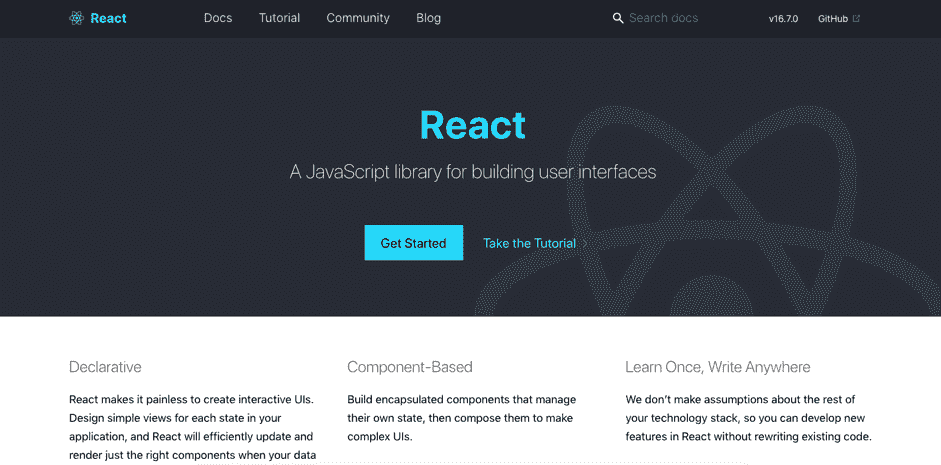 React Docs Tutorial Community Blog Search docs v16.7.0 GitHub
React
A JavaScript library for building user interfaces
Get Started Take the Tutorial
Declarative
React makes it painless to create interactive UIs.
Design simple views for each state in your
application, and React will efficiently update and
render just the right components when your data
Component-Based
Build encapsulated components that manage
their own state, then compose them to make
complex UIs.
Learn Once, Write Anywhere
We don’t make assumptions about the rest of
your technology stack, so you can develop new
features in React without rewriting existing code.